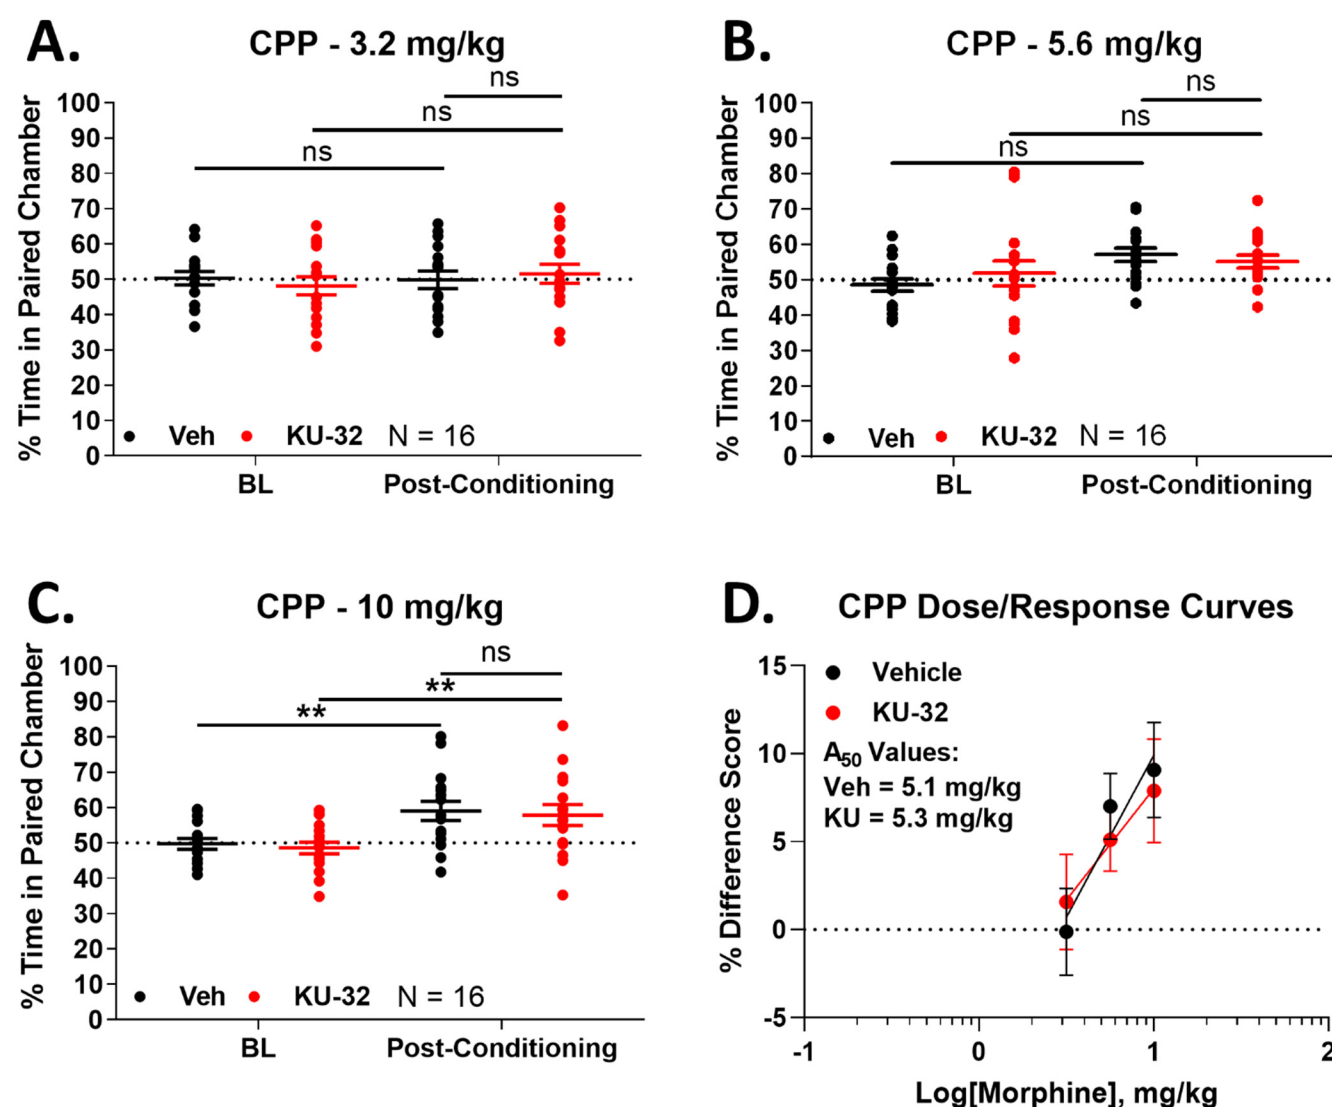 A.
CPP - 3.2 mg/kg
ns
ns
ns
% Time in Paired Chamber
100
90
80
70
60
50
40
30
20
10
0
Veh KU-32 N = 16
BL Post-Conditioning
B.
CPP - 5.6 mg/kg
ns
ns
ns
% Time in Paired Chamber
100
90
80
70
60
50
40
30
20
10
0
Veh KU-32 N = 16
BL Post-Conditioning
C.
CPP - 10 mg/kg
ns
**
**
% Time in Paired Chamber
100
90
80
70
60
50
40
30
20
10
0
Veh KU-32 N = 16
BL Post-Conditioning
D.
CPP Dose/Response Curves
% Difference Score
15
10
5
0
-5
Vehicle
KU-32
A50 Values:
Veh = 5.1 mg/kg
KU = 5.3 mg/kg
-1 0 1 2
Log[Morphine], mg/kg